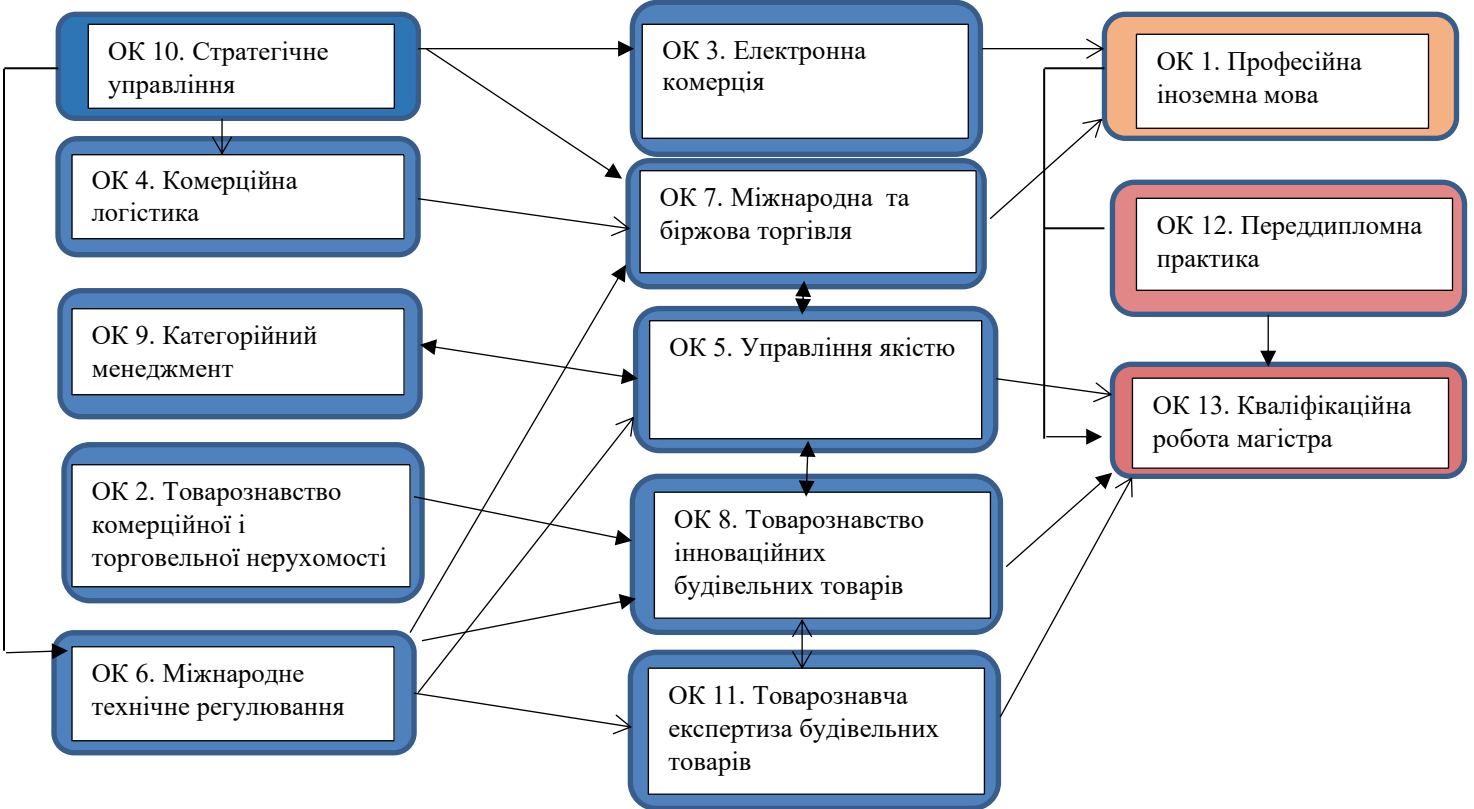 ОК 10. Стратегічне
управління
ОК 4. Комерційна
логістика
ОК 9. Категорійний
менеджмент
ОК 2. Товарознавство
комерційної і
торговельної нерухомості
ОК 6. Міжнародне
технічне регулювання
ОК 3. Електронна
комерція
ОК 7. Міжнародна та
біржова торгівля
ОК 5. Управління якістю
ОК 8. Товарознавство
інноваційних
будівельних товарів
ОК 11. Товарознавча
експертиза будівельних
товарів
ОК 1. Професійна
іноземна мова
ОК 12. Переддипломна
практика
ОК 13. Кваліфікаційна
робота магістра